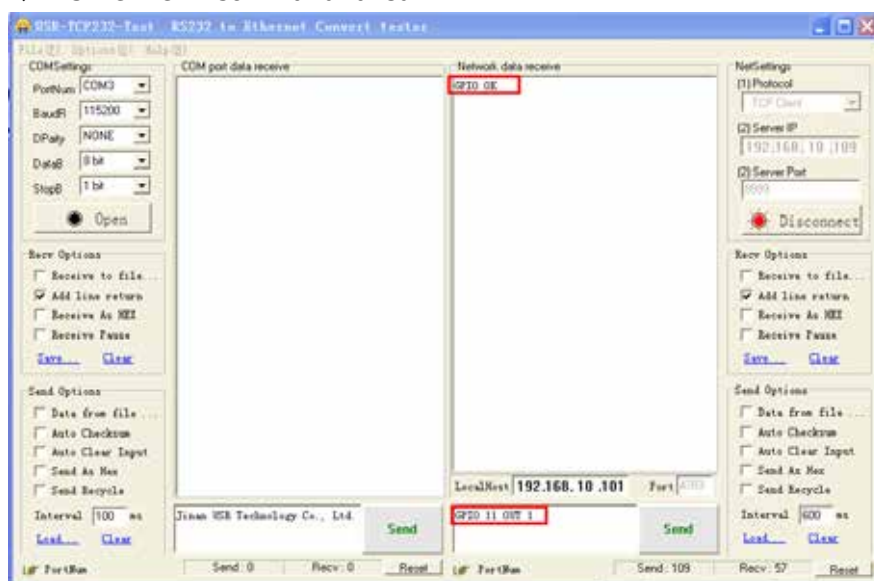 USR-TCP232-Test RS232 to Ethernet Convert tester
File(F) Options(O) Help(H)
COMSettings
PortNum COM3
BaudR 115200
DParity NONE
DataB 8 bit
StopB 1 bit
Open
Recv Options
Receive to file...
Add line return
Receive As HEX
Receive Pause
Save... Clear
Send Options
Data from file ...
Auto Checksum
Auto Clear Input
Send As Hex
Send Recycle
Interval 100 ms
Load... Clear
COM port data receive
Jinan USR Technology Co., Ltd.
Send
Network data receive
GPIO OK
LocalHost 192.168.10.101 Port
GPIO 11 OUT 1
Send
NetSettings
(1) Protocol
TCP Client
(2) Server IP
192.168.10.109
(2) Server Port
Disconnect
Recv Options
Receive to file...
Add line return
Receive As HEX
Receive Pause
Save... Clear
Send Options
Data from file ...
Auto Checksum
Auto Clear Input
Send As Hex
Send Recycle
Interval 600 ms
Load... Clear
PortNum Send: 0 Recv: 0 Reset PortNum Send: 109 Recv: 57 Reset